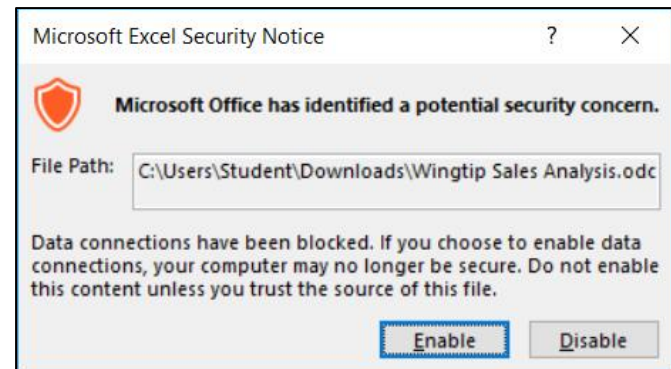 Microsoft Excel Security Notice ? ×
Microsoft Office has identified a potential security concern.
File Path: C:\Users\Student\Downloads\Wingtip Sales Analysis.odc
Data connections have been blocked. If you choose to enable data
connections, your computer may no longer be secure. Do not enable
this content unless you trust the source of this file.
Enable Disable